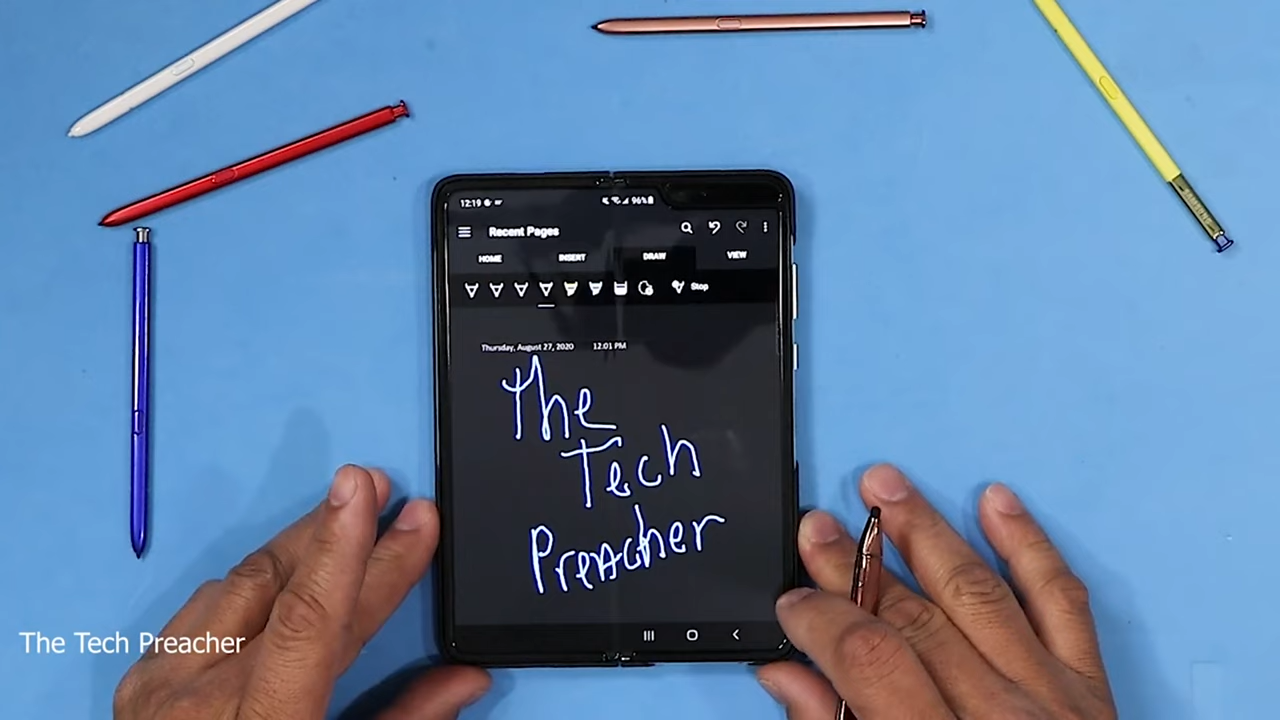 12:19 96%
Recent Pages
HOME INSERT DRAW VIEW
Stop
Thursday, August 27, 2020 12:01 PM
The
Tech
Preacher
The Tech Preacher